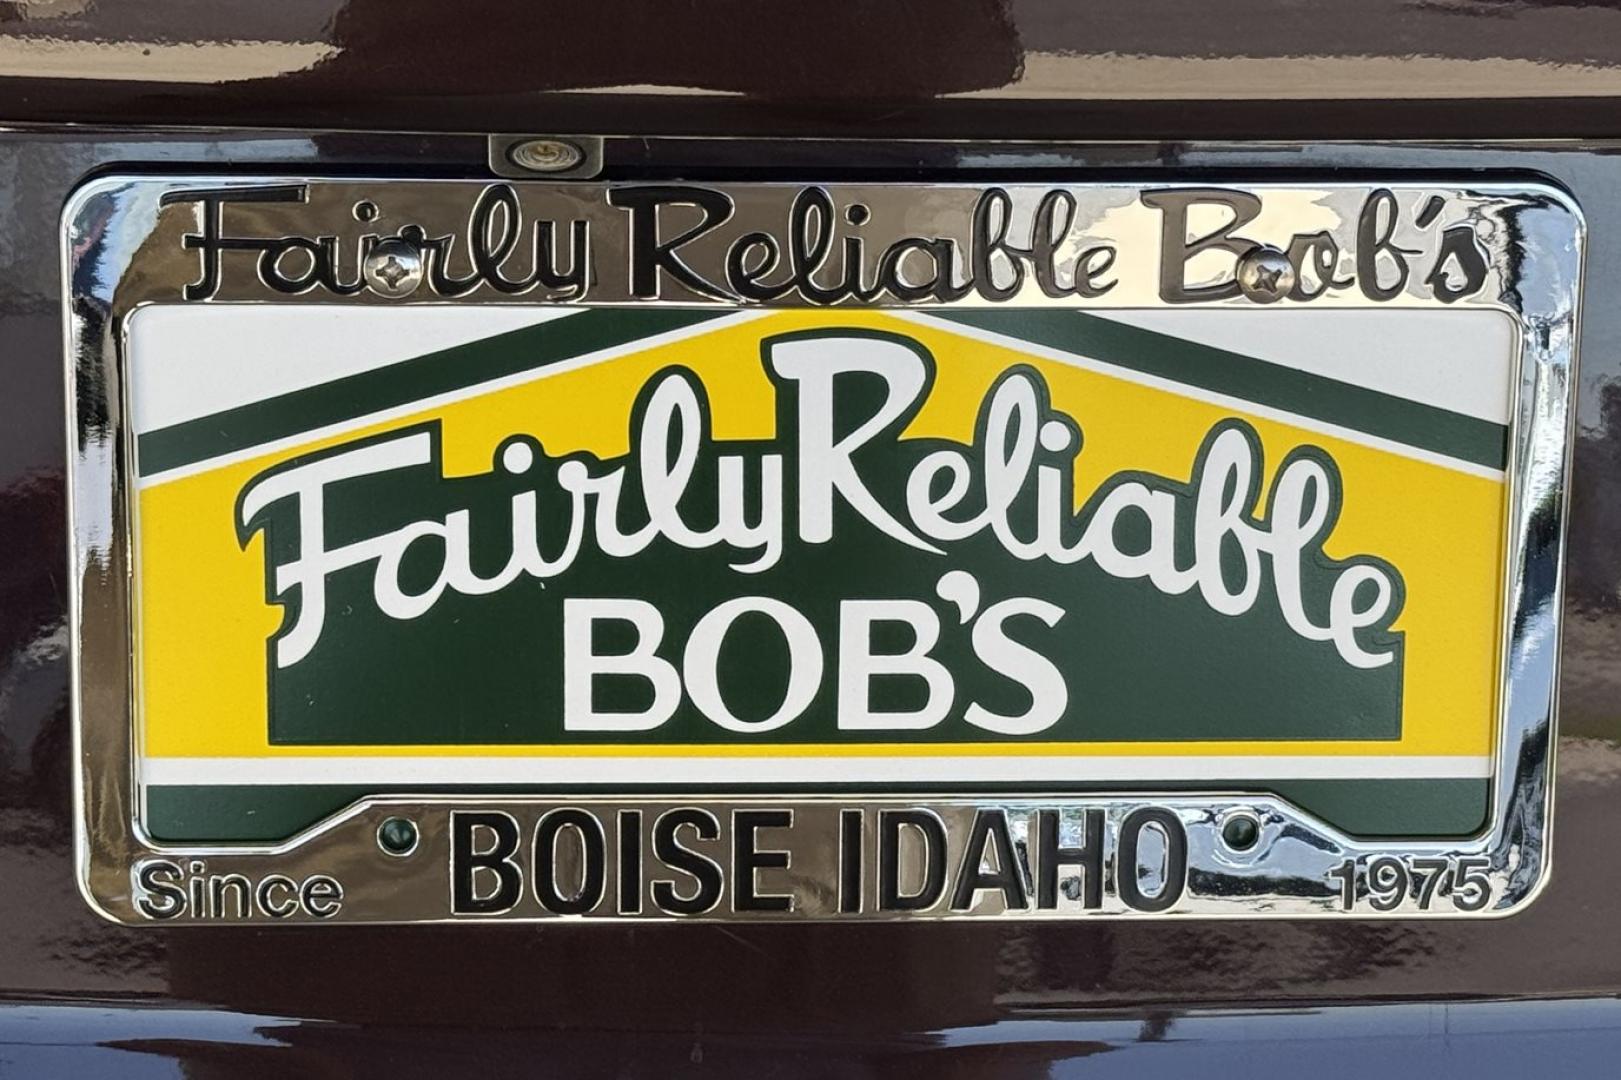 Fairly Reliable Bob's
Fairly Reliable
BOB'S
Since BOISE IDAHO 1975